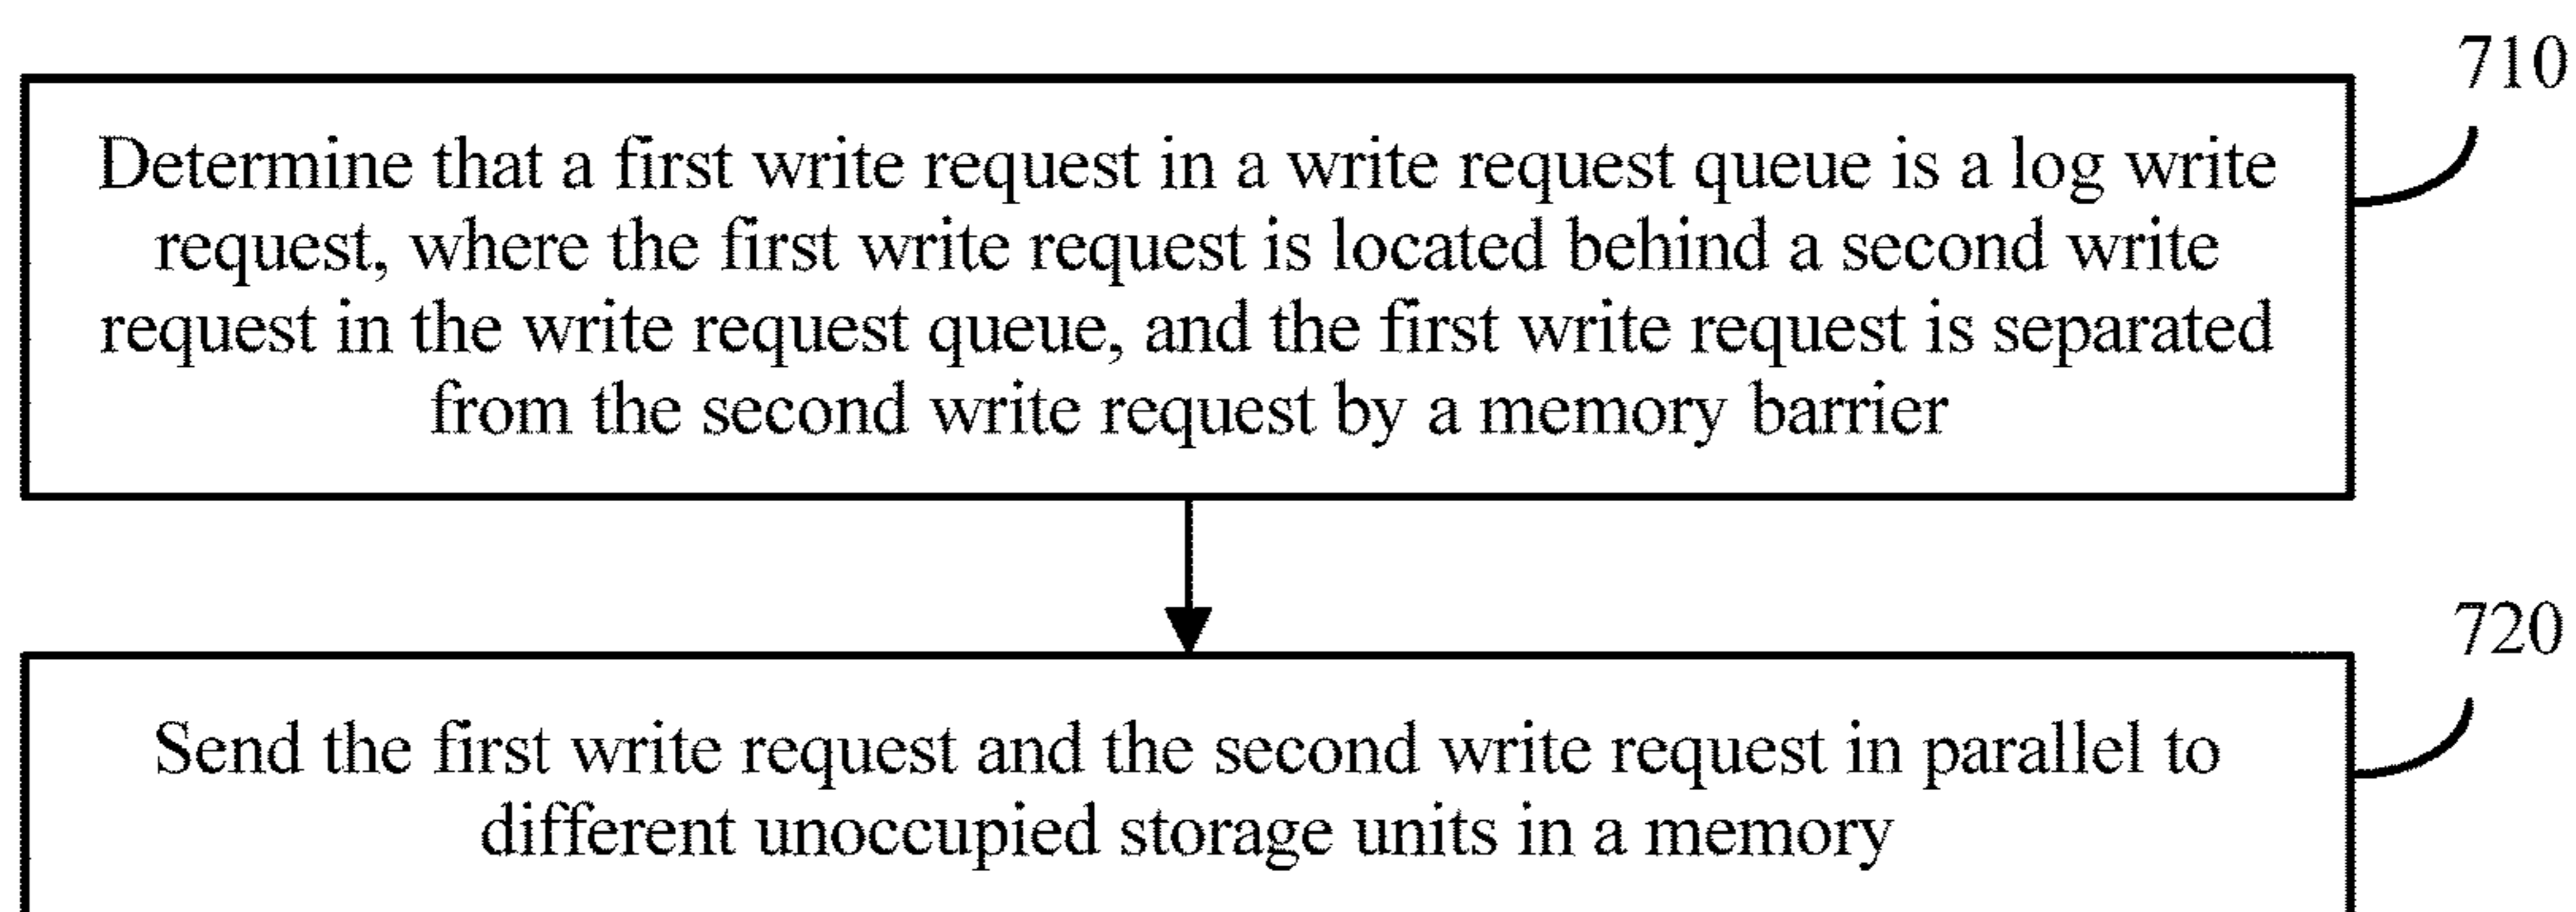 710
Determine that a first write request in a write request queue is a log write
request, where the first write request is located behind a second write
request in the write request queue, and the first write request is separated
from the second write request by a memory barrier
720
Send the first write request and the second write request in parallel to
different unoccupied storage units in a memory